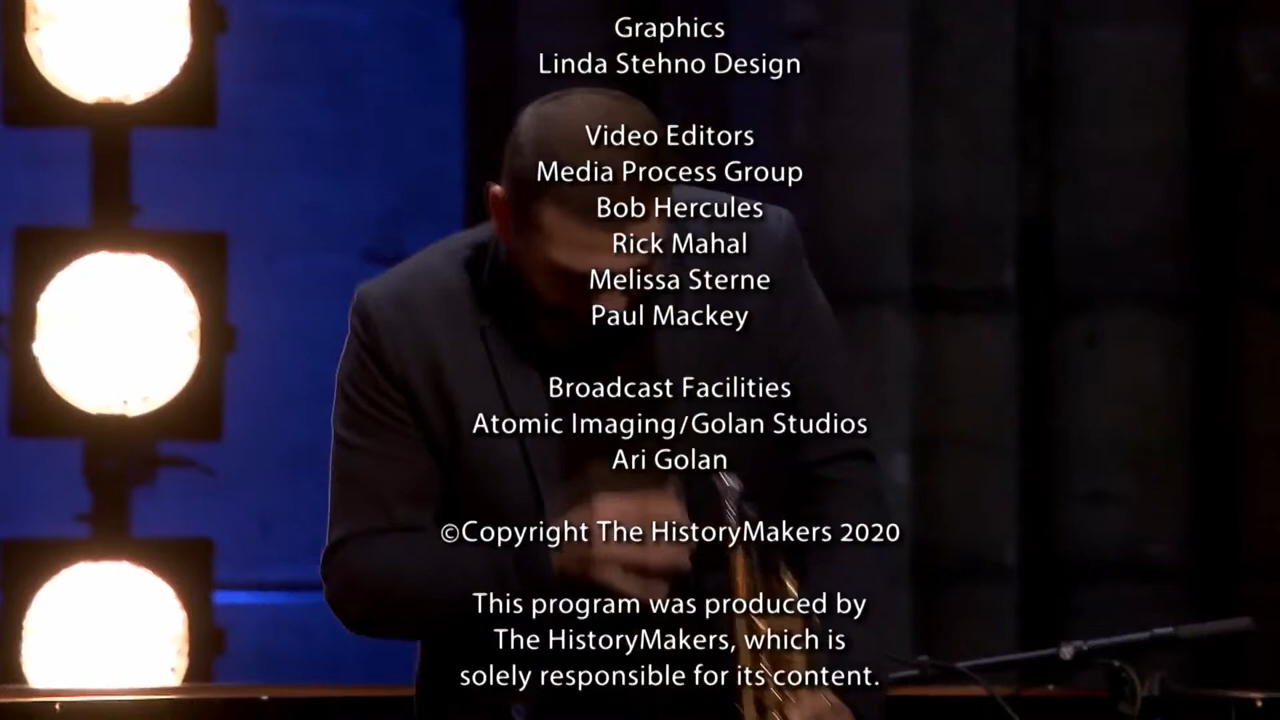 Graphics
Linda Stehno Design
Video Editors
Media Process Group
Bob Hercules
Rick Mahal
Melissa Sterne
Paul Mackey
Broadcast Facilities
Atomic Imaging/Golan Studios
Ari Golan
©Copyright The HistoryMakers 2020
This program was produced by
The HistoryMakers, which is
solely responsible for its content.